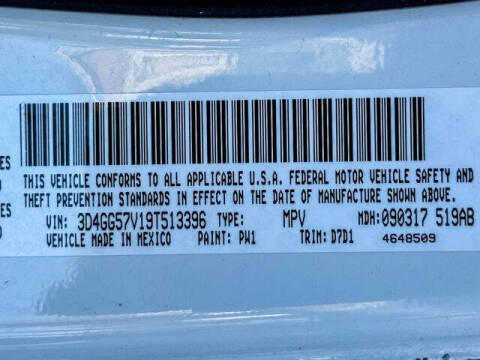 THIS VEHICLE CONFORMS TO ALL APPLICABLE U.S.A. FEDERAL MOTOR VEHICLE SAFETY AND
THEFT PREVENTION STANDARDS IN EFFECT ON THE DATE OF MANUFACTURE SHOWN ABOVE.
VIN: 3D4GG57V19T513396 TYPE: MPV MDH: 090317 519AB
VEHICLE MADE IN MEXICO PAINT: PW1 TRIM: D7D1 4648509